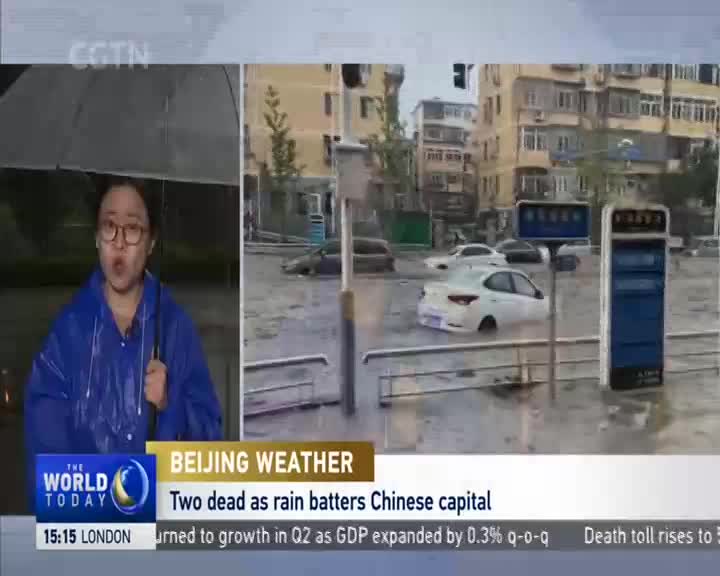 CGTN
BEIJING WEATHER
THE
WORLD
TODAY
Two dead as rain batters Chinese capital
15:15 LONDON
urned to growth in Q2 as GDP expanded by 0.3% q-o-q Death toll rises to